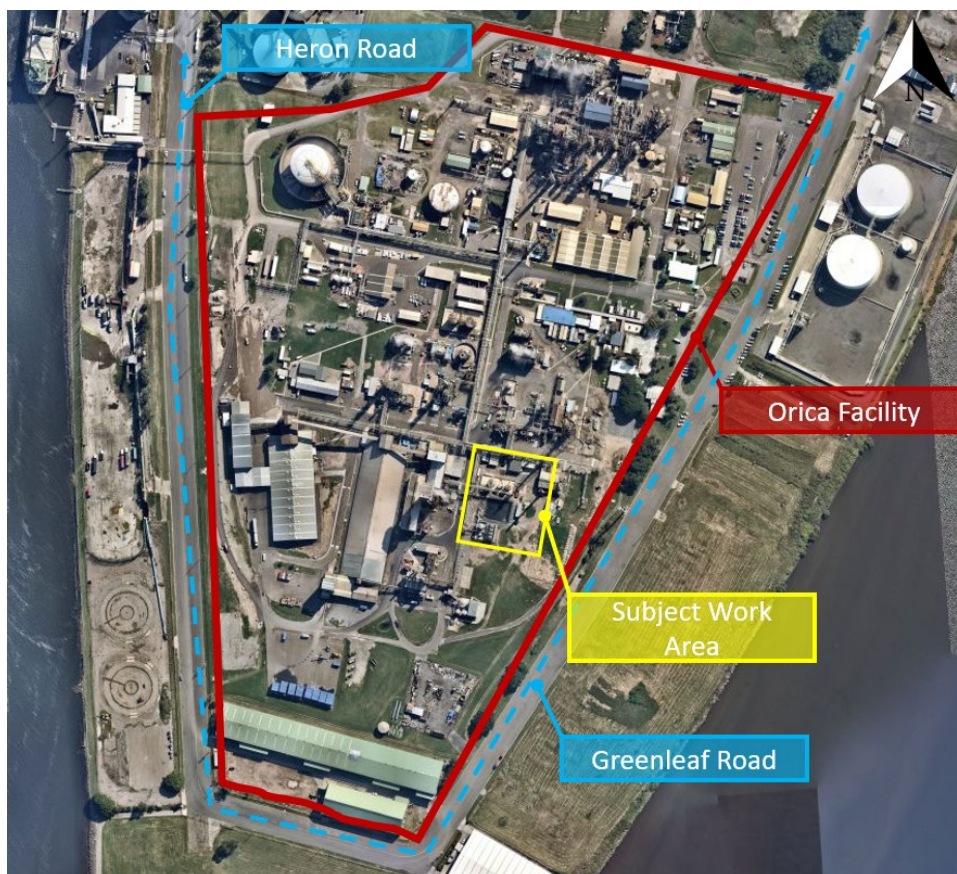 Heron Road
N
Orica Facility
Subject Work
Area
Greenleaf Road